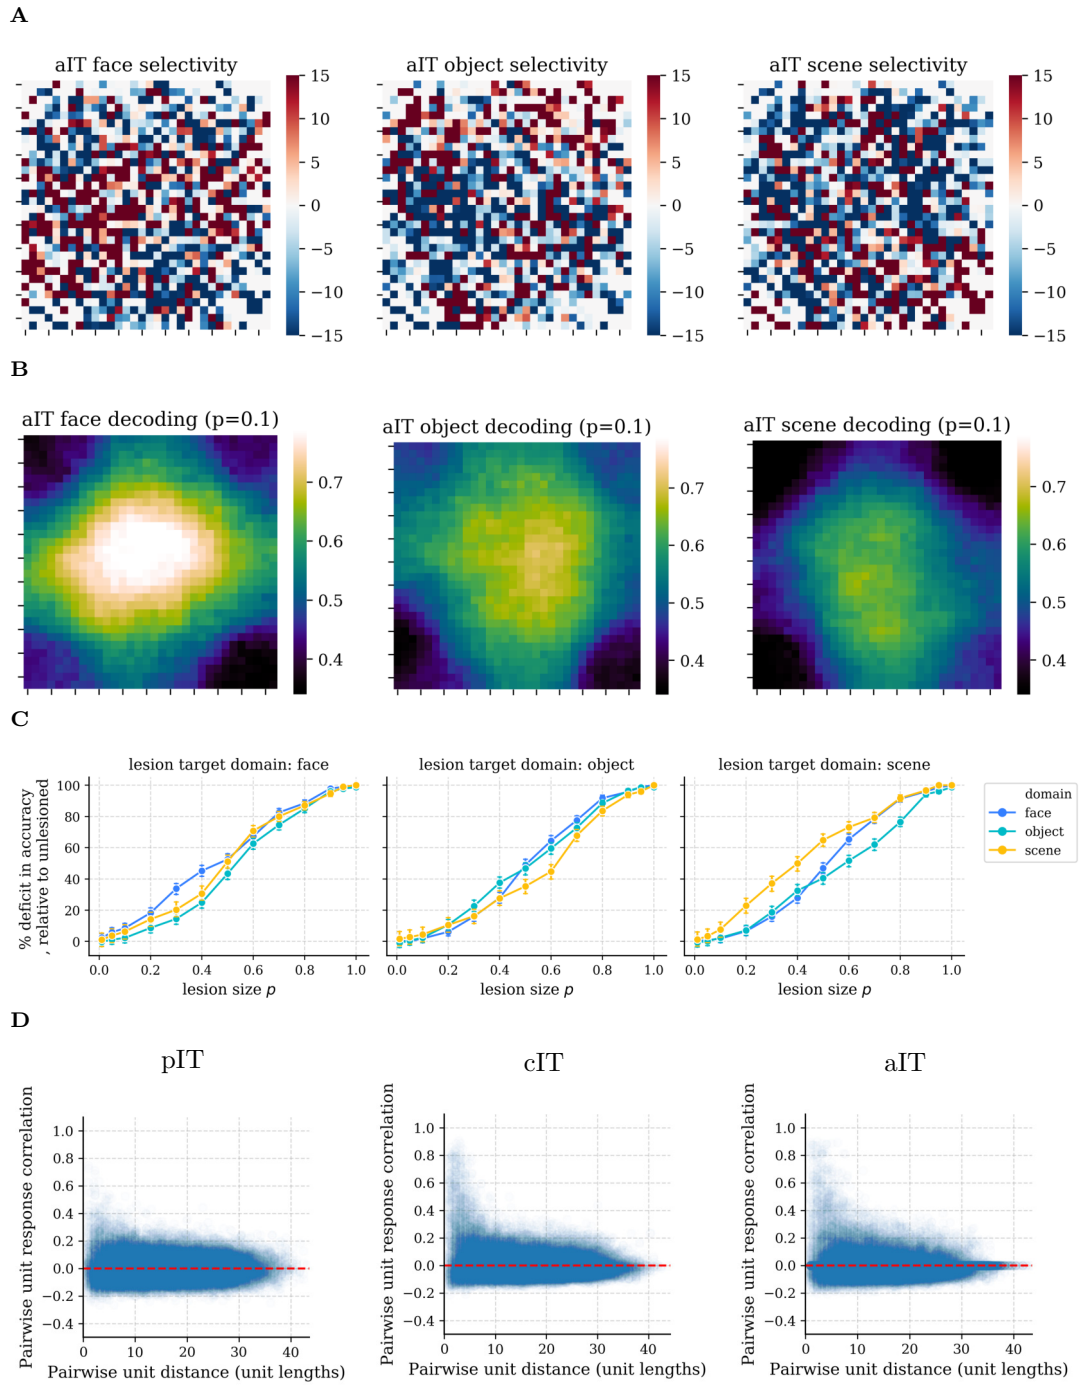 A
aIT face selectivity
aIT object selectivity
aIT scene selectivity
15
10
5
0
−5
−10
−15
15
10
5
0
−5
−10
−15
15
10
5
0
−5
−10
−15
B
aIT face decoding (p=0.1)
aIT object decoding (p=0.1)
aIT scene decoding (p=0.1)
0.7
0.6
0.5
0.4
0.7
0.6
0.5
0.4
0.7
0.6
0.5
0.4
C
% deficit in accuracy
, relative to unlesioned
lesion target domain: face
lesion target domain: object
lesion target domain: scene
100
80
60
40
20
0
0.0 0.2 0.4 0.6 0.8 1.0
0.0 0.2 0.4 0.6 0.8 1.0
0.0 0.2 0.4 0.6 0.8 1.0
lesion size p
lesion size p
lesion size p
domain
face
object
scene
D
pIT
cIT
aIT
Pairwise unit response correlation
1.0
0.8
0.6
0.4
0.2
0.0
−0.2
−0.4
0 10 20 30 40
Pairwise unit distance (unit lengths)
Pairwise unit response correlation
1.0
0.8
0.6
0.4
0.2
0.0
−0.2
−0.4
0 10 20 30 40
Pairwise unit distance (unit lengths)
Pairwise unit response correlation
1.0
0.8
0.6
0.4
0.2
0.0
−0.2
−0.4
0 10 20 30 40
Pairwise unit distance (unit lengths)